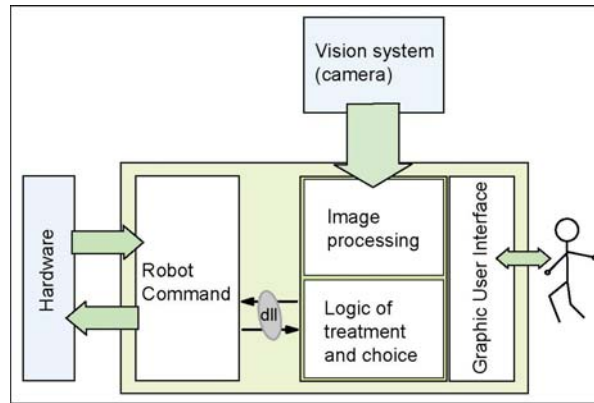 Vision system
(camera)
Hardware
Robot
Command
dll
Image
processing
Logic of
treatment
and choice
Graphic User Interface